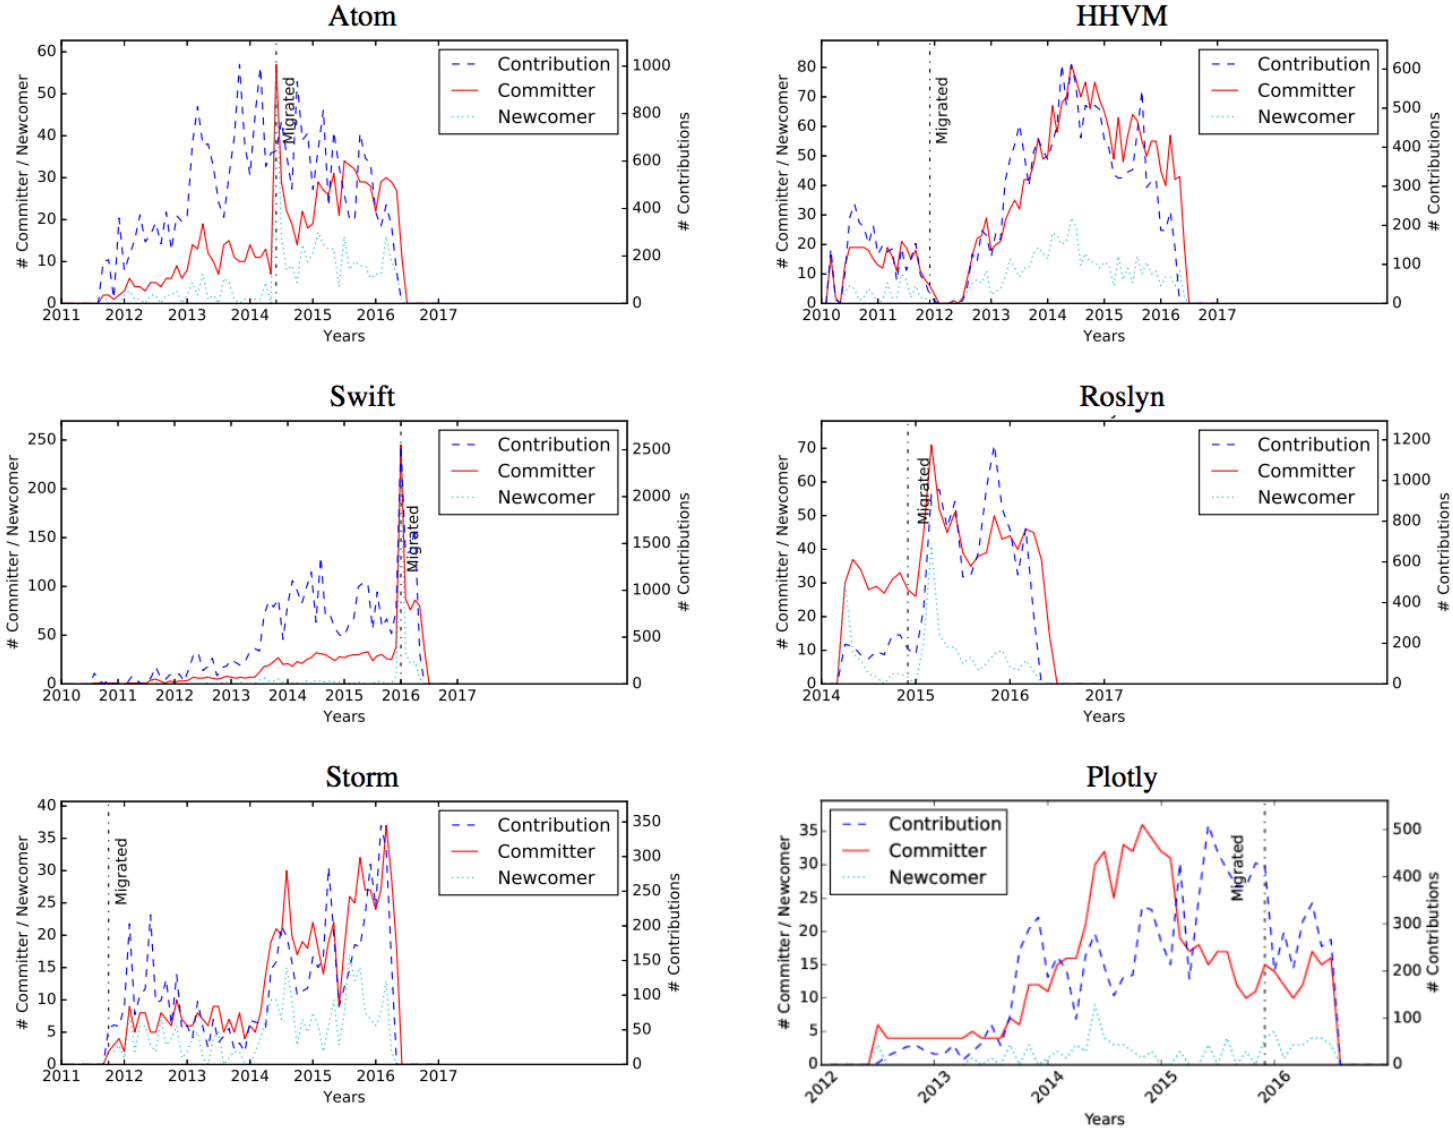 Atom
# Committer / Newcomer
60
50
40
30
20
10
0
Contribution
Committer
Newcomer
Migrated
1000
800
600
400
200
0
# Contributions
2011 2012 2013 2014 2015 2016 2017
Years
HHVM
# Committer / Newcomer
80
70
60
50
40
30
20
10
0
Contribution
Committer
Newcomer
Migrated
600
500
400
300
200
100
0
# Contributions
2010 2011 2012 2013 2014 2015 2016 2017
Years
Swift
# Committer / Newcomer
250
200
150
100
50
0
Contribution
Committer
Newcomer
Migrated
2500
2000
1500
1000
500
0
# Contributions
2010 2011 2012 2013 2014 2015 2016 2017
Years
Roslyn
# Committer / Newcomer
70
60
50
40
30
20
10
0
Contribution
Committer
Newcomer
Migrated
1200
1000
800
600
400
200
0
# Contributions
2014 2015 2016 2017
Years
Storm
# Committer / Newcomer
40
35
30
25
20
15
10
5
0
Contribution
Committer
Newcomer
Migrated
350
300
250
200
150
100
50
0
# Contributions
2011 2012 2013 2014 2015 2016 2017
Years
Plotly
# Committer / Newcomer
35
30
25
20
15
10
5
0
Contribution
Committer
Newcomer
Migrated
500
400
300
200
100
0
# Contributions
2012 2013 2014 2015 2016
Years